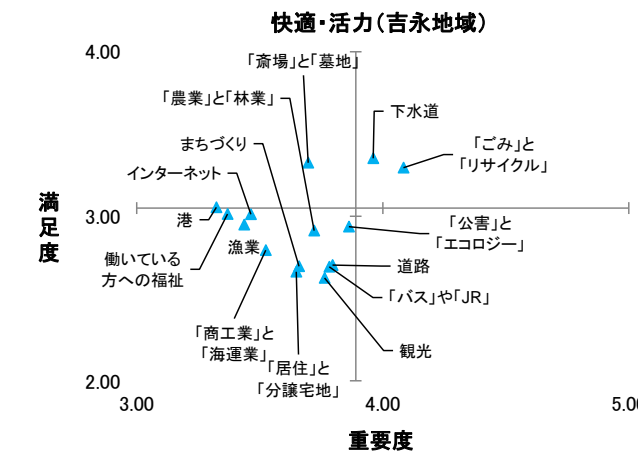 快適・活力（吉永地域）
4.00
「斎場」と「墓地」
「農業」と「林業」
下水道
まちづくり
「ごみ」と
「リサイクル」
インターネット
満足度
3.00
港
漁業
「公害」と
「エコロジー」
働いている
方への福祉
道路
「バス」や「JR」
「商工業」と
「海運業」
観光
「居住」と
「分譲宅地」
2.00
3.00
4.00
5.00
重要度